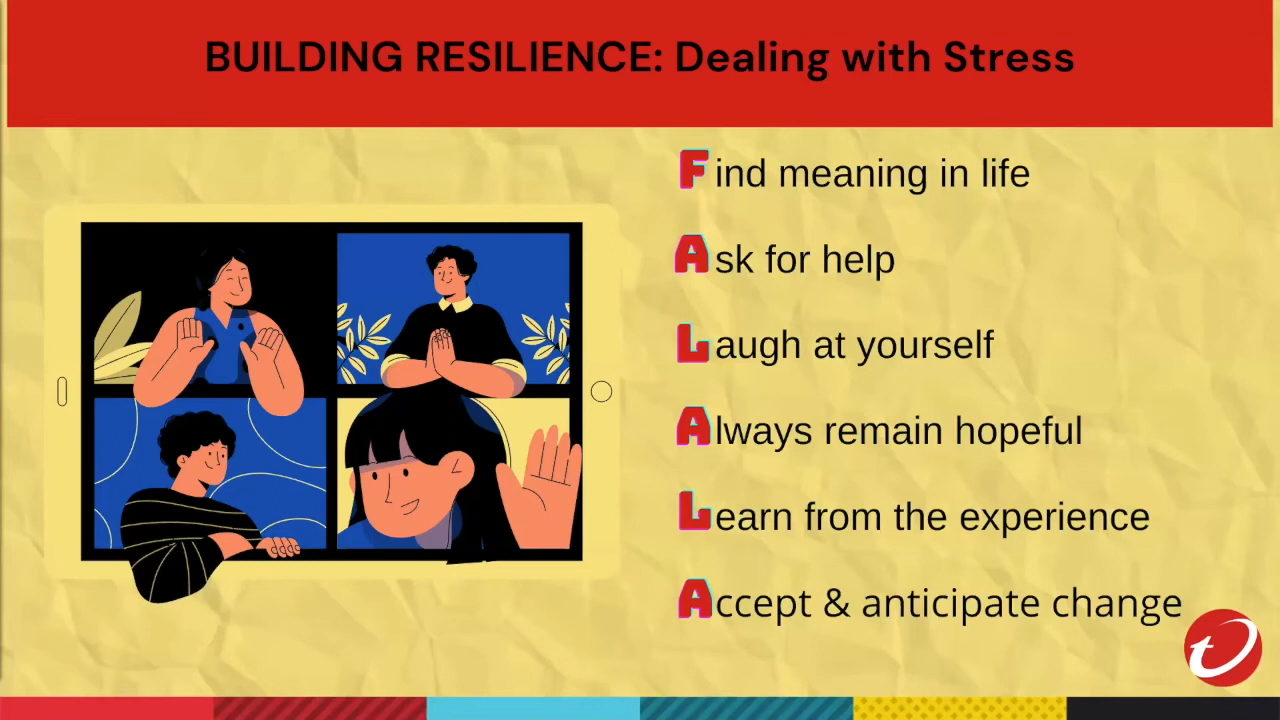 BUILDING RESILIENCE: Dealing with Stress
Find meaning in life
Ask for help
Laugh at yourself
Always remain hopeful
Learn from the experience
Accept & anticipate change